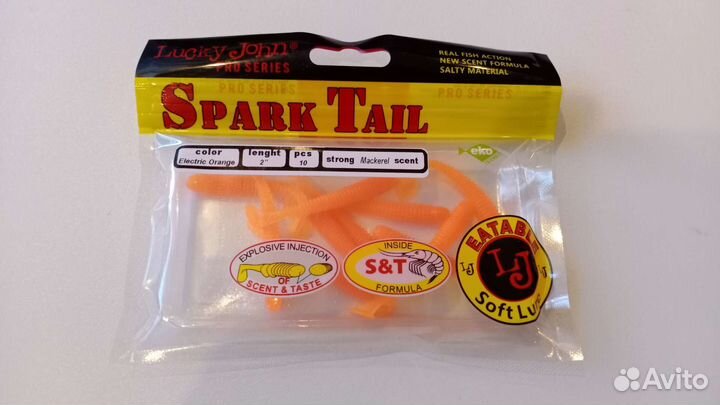 Lucky John®
PRO SERIES
REAL FISH ACTION
NEW SCENT FORMULA
SALTY MATERIAL
PRO SERIES
PRO SERIES
SPARK TAIL
color
Electric Orange
lenght
2"
pcs
10
strong Mackerel scent
eko
EXPLOSIVE INJECTION
OF
SCENT & TASTE
INSIDE
S&T
FORMULA
EATABLE
LJ
LJ
LJ
Soft Lure
Avito